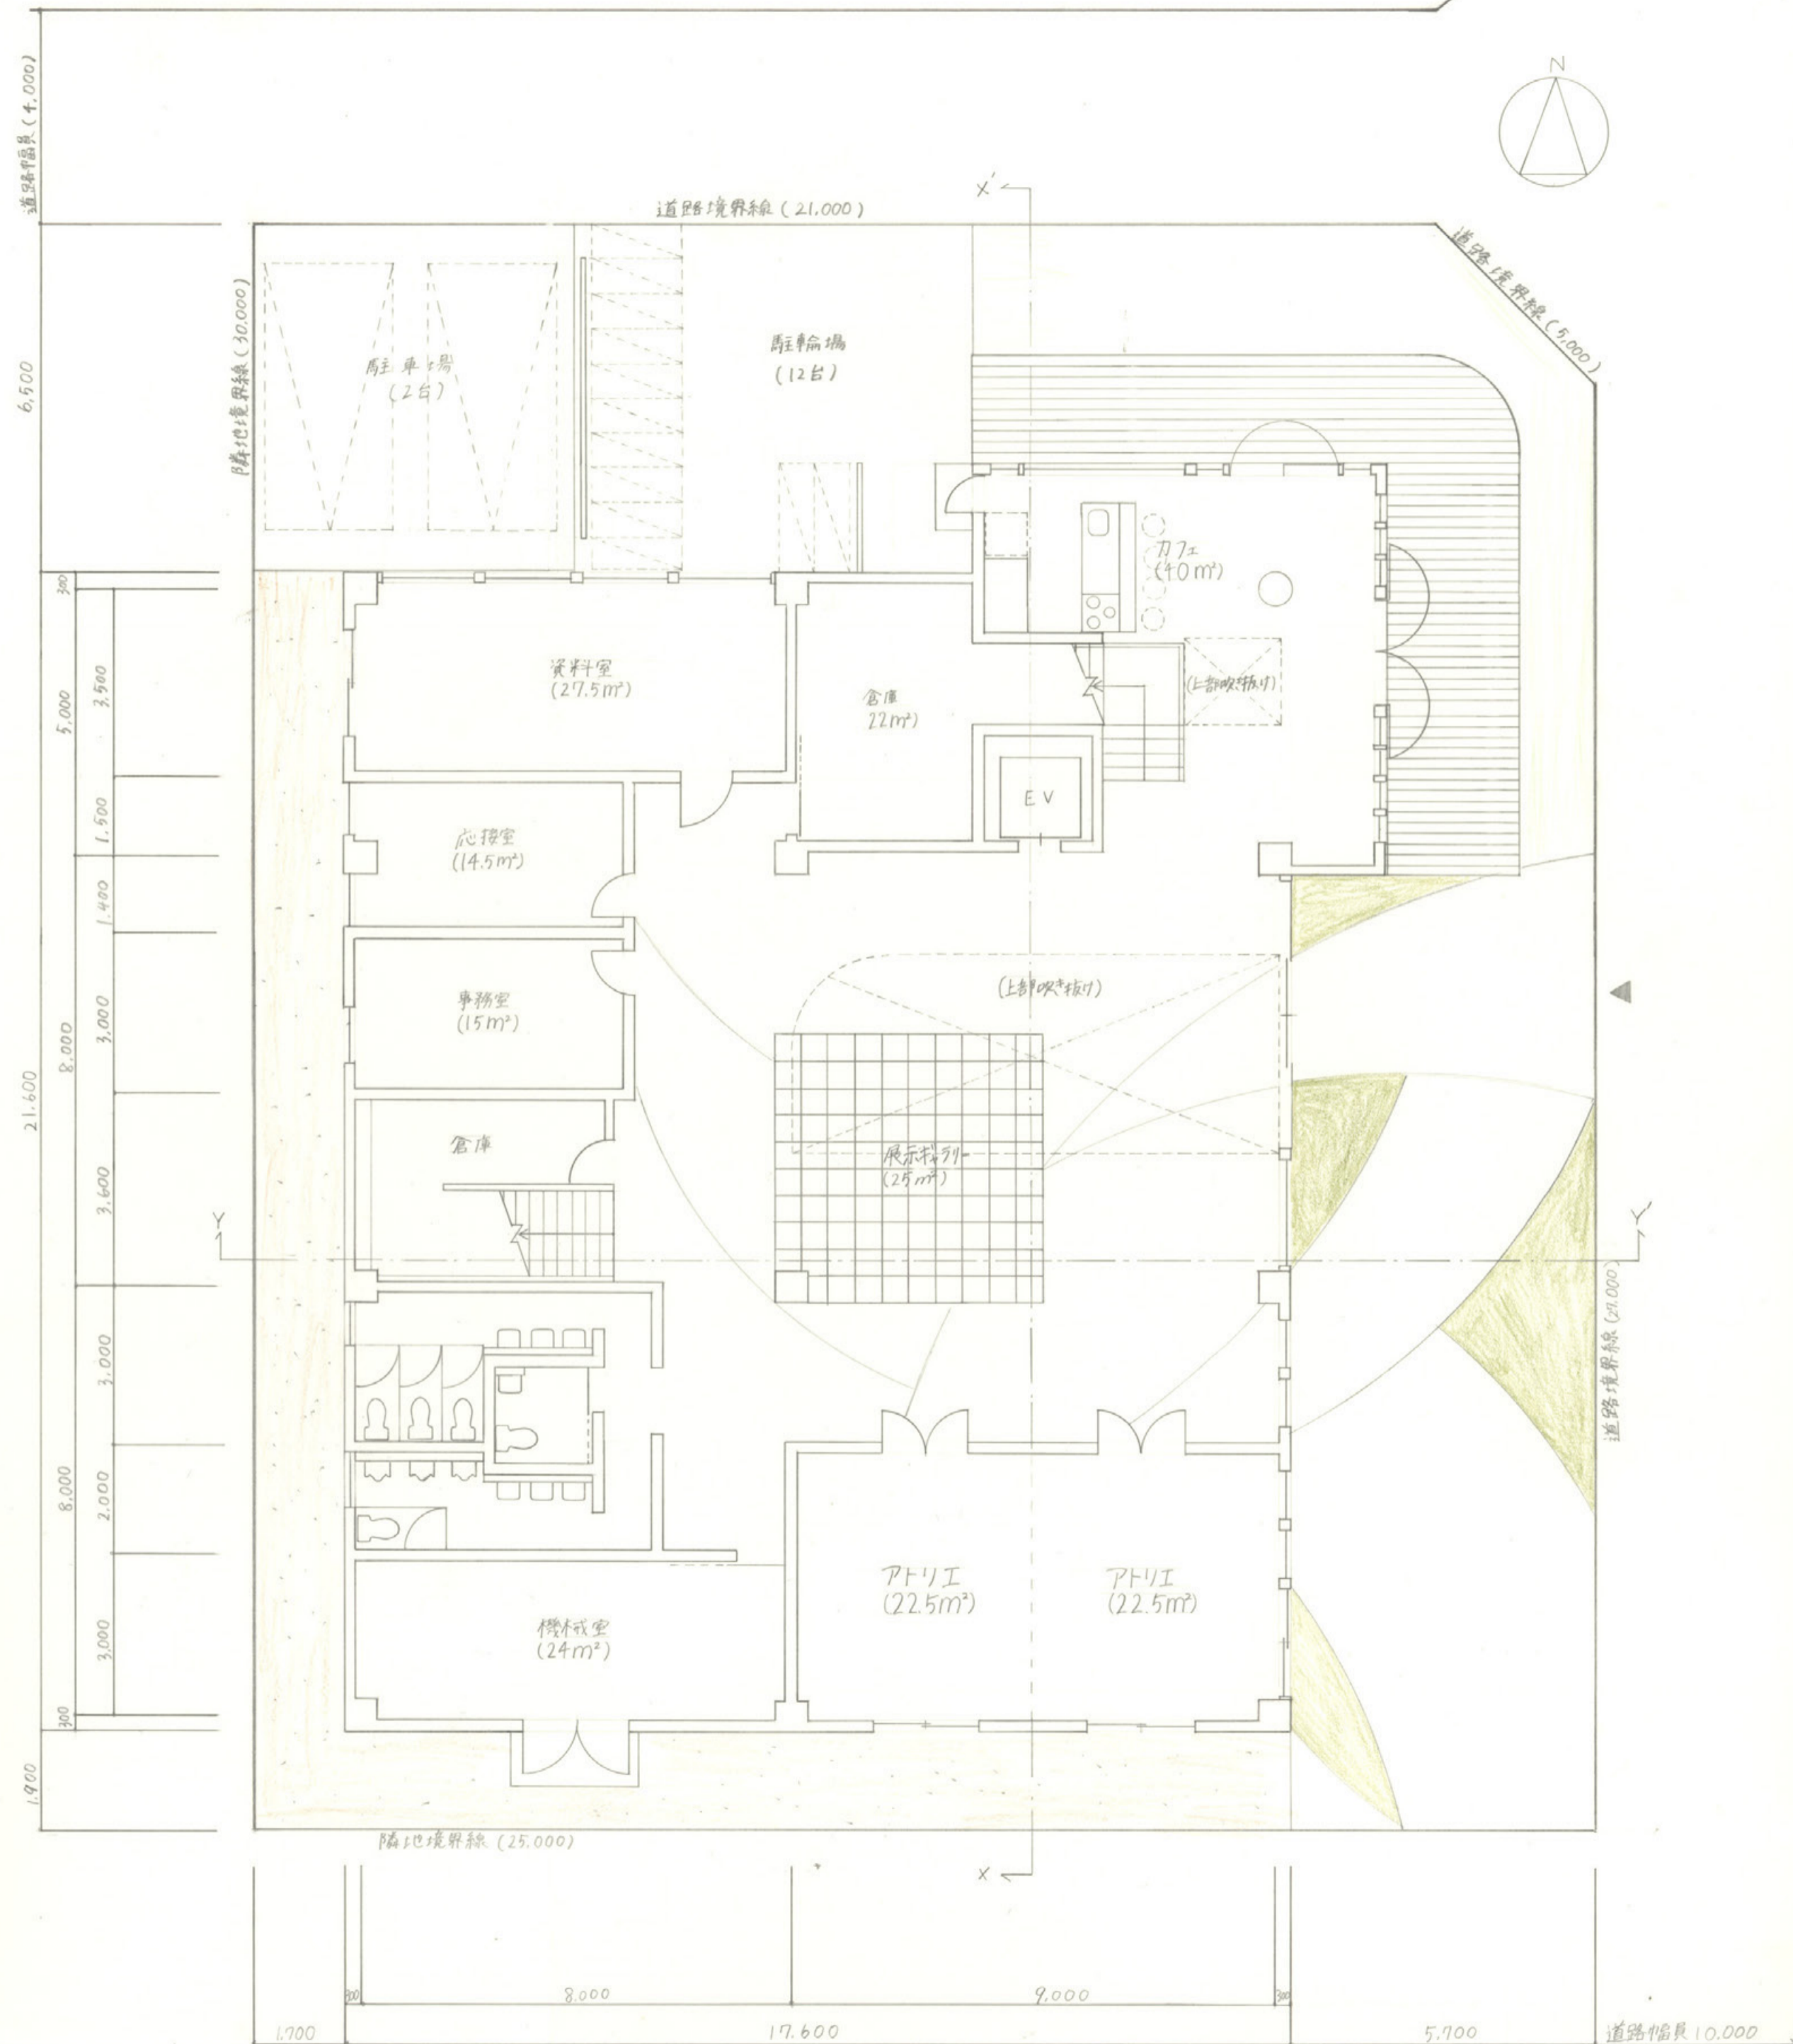 N
道路幅員(4,000)
X'
道路境界線(21,000)
道路境界線(5,000)
隣地境界線(30,000)
駐車場
(2台)
駐輪場
(12台)
6,500
カフェ
(40m²)
300
資料室
(27.5m²)
倉庫
22m²)
(上部吹き抜け)
3,500
5,000
EV
応接室
(14.5m²)
1,500
1,400
事務室
(15m²)
(上部吹き抜け)
3,000
8,000
21,600
倉庫
展示ギャラリー
(25m²)
3,600
Y
Y'
道路境界線(27,000)
3,000
8,000
2,000
アトリエ
(22.5m²)
アトリエ
(22.5m²)
機械室
(24m²)
3,000
300
1,900
隣地境界線(25,000)
X
300
8,000
9,000
300
1,700
17,600
5,700
道路幅員10,000